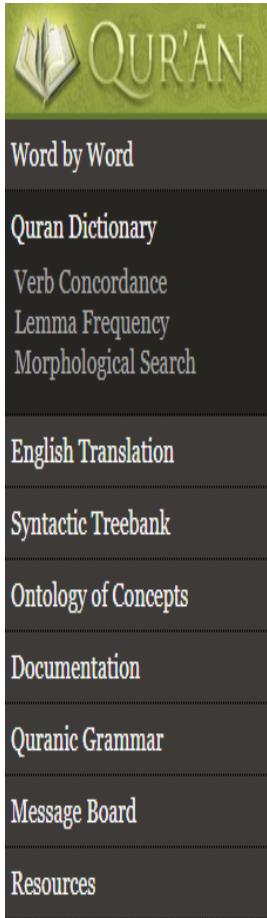 QUR'ĀN
Word by Word
Quran Dictionary
Verb Concordance
Lemma Frequency
Morphological Search
English Translation
Syntactic Treebank
Ontology of Concepts
Documentation
Quranic Grammar
Message Board
Resources